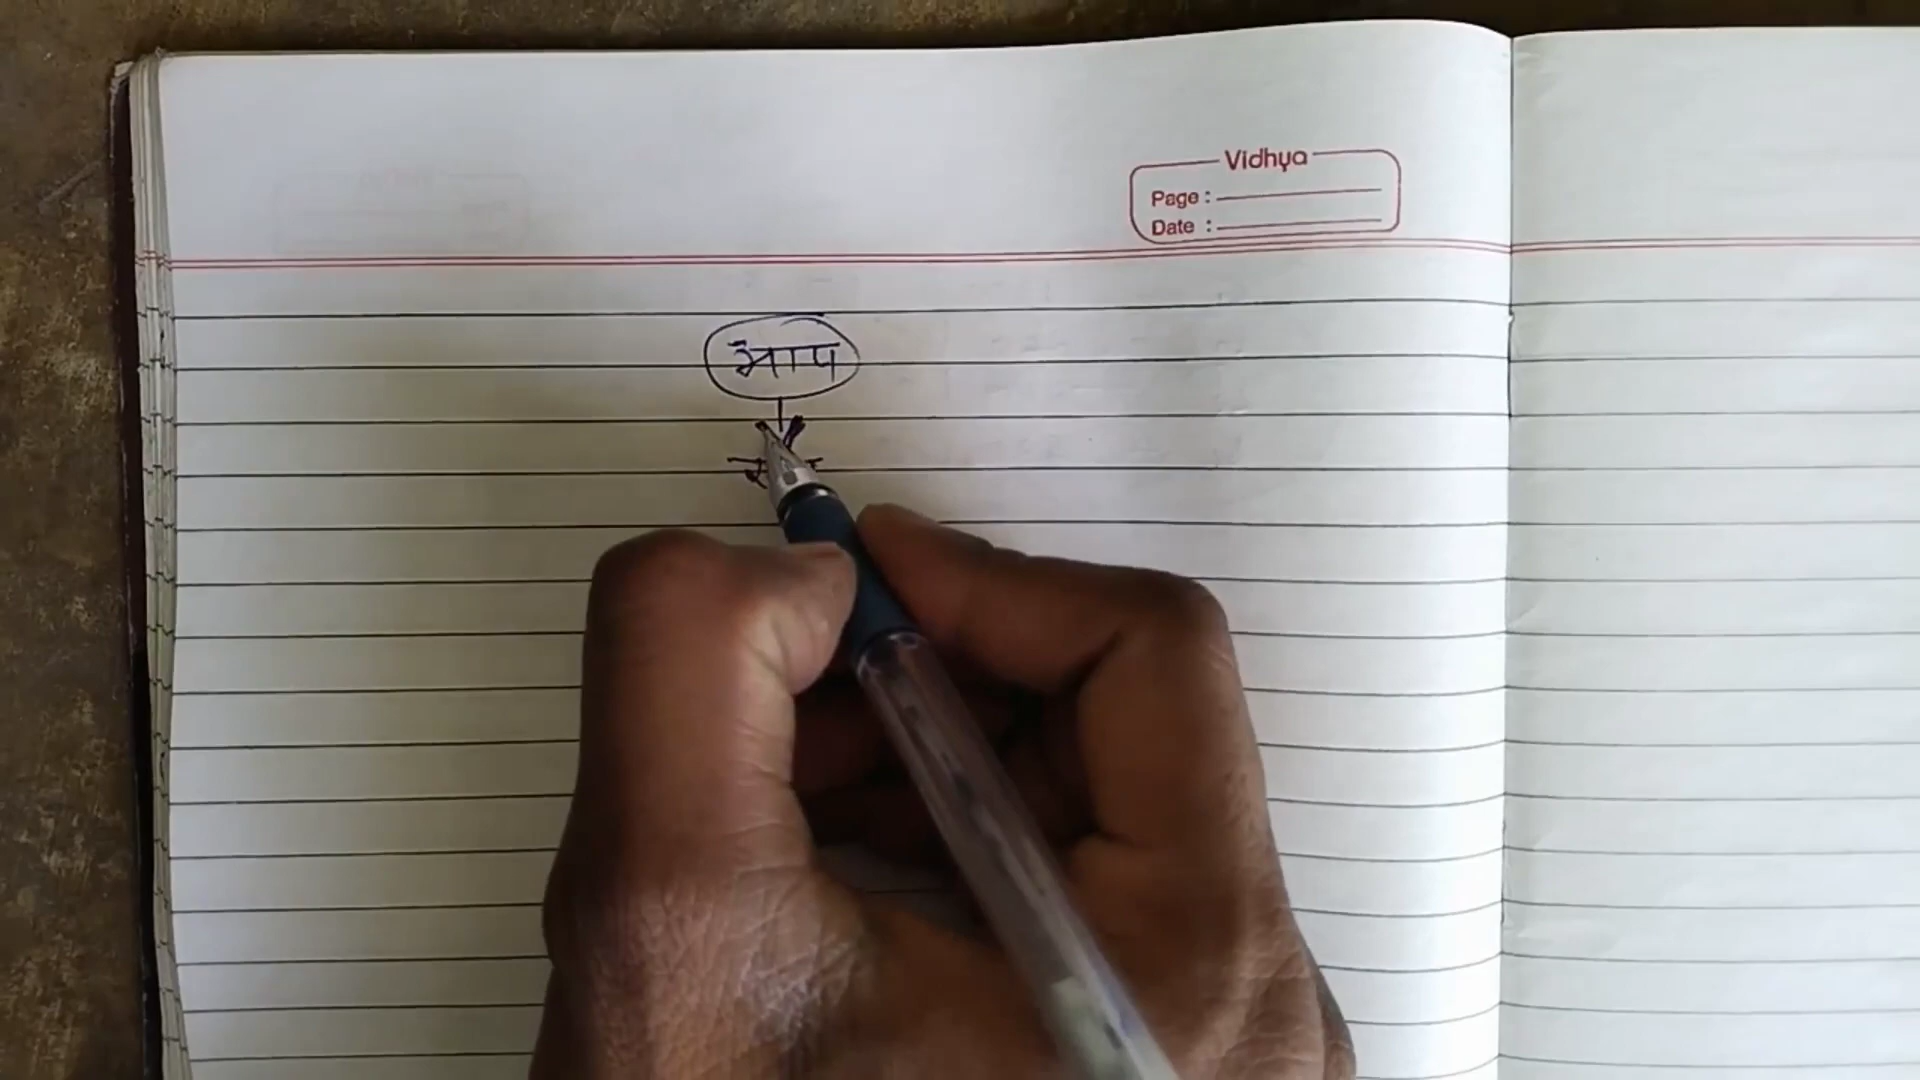 Vidhya
Page :
Date :
आप